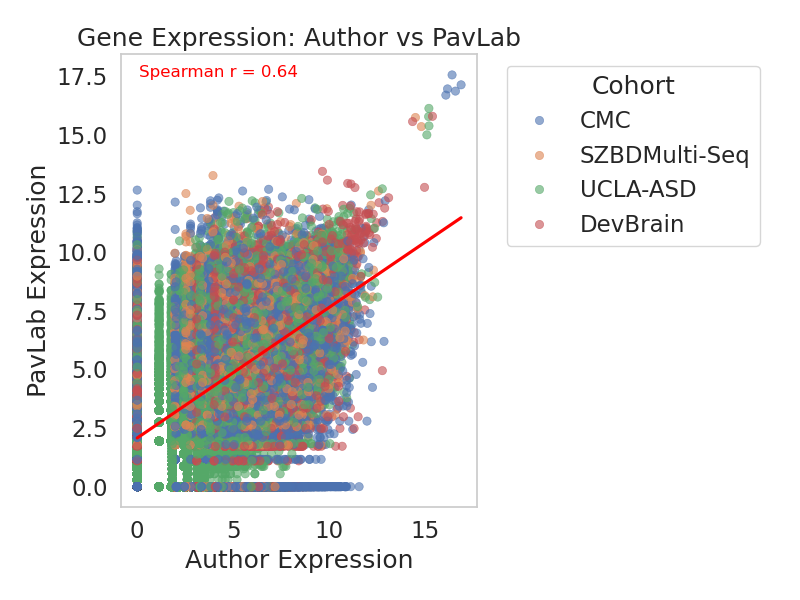 Gene Expression: Author vs PavLab
Spearman r = 0.64
PavLab Expression
17.5
15.0
12.5
10.0
7.5
5.0
2.5
0.0
0
5
10
15
Author Expression
Cohort
CMC
SZBDMulti-Seq
UCLA-ASD
DevBrain